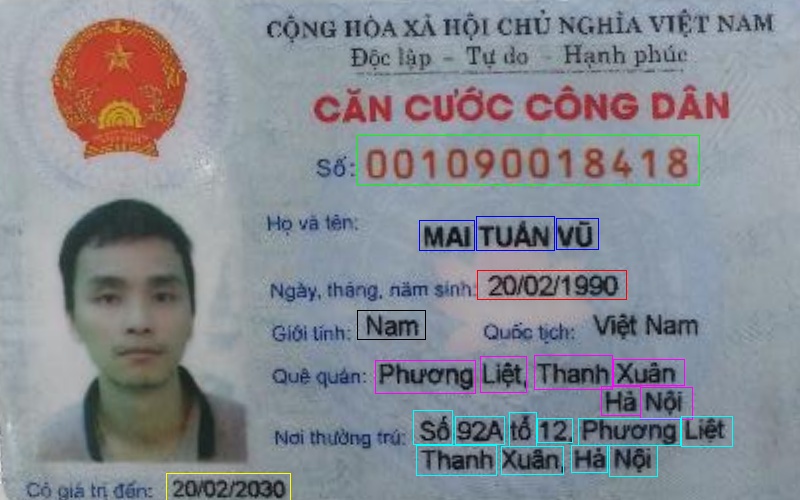 CỘNG HÒA XÃ HỘI CHỦ NGHĨA VIỆT NAM
Độc lập - Tự do - Hạnh phúc
CĂN CƯỚC CÔNG DÂN
Số: 001090018418
Họ và tên: MAI TUẤN VŨ
Ngày, tháng, năm sinh: 20/02/1990
Giới tính: Nam Quốc tịch: Việt Nam
Quê quán: Phương Liệt, Thanh Xuân
Hà Nội
Nơi thường trú: Số 92A tổ 12, Phương Liệt
Thanh Xuân, Hà Nội
Có giá trị đến: 20/02/2030